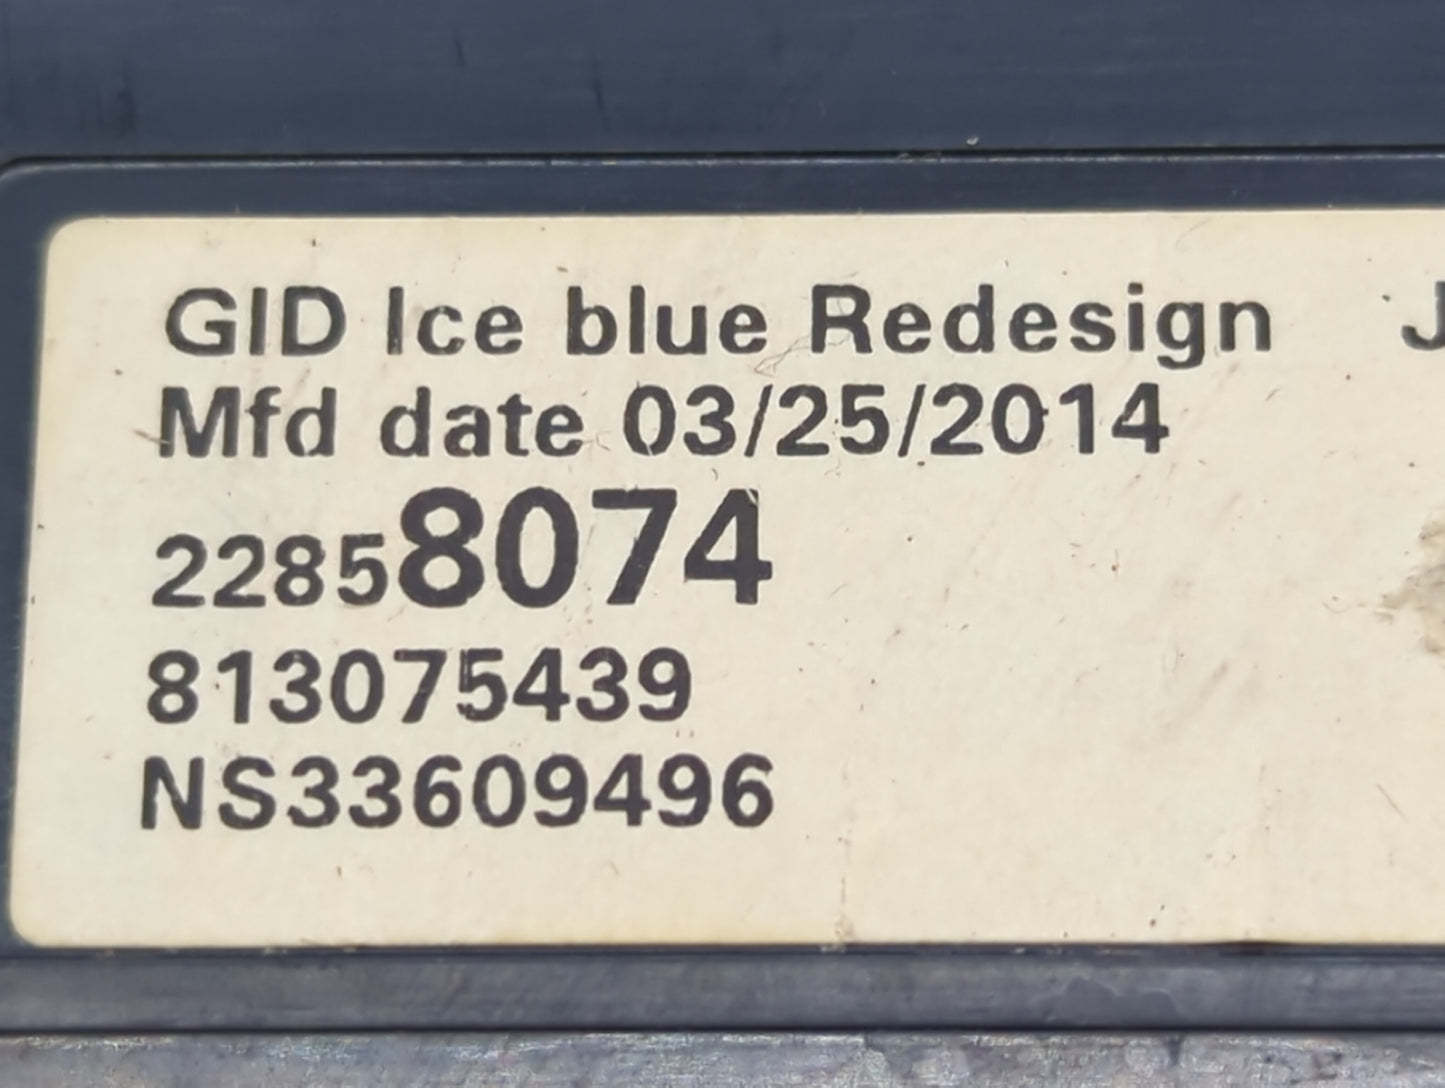 GID Ice blue Redesign J
Mfd date 03/25/2014
22858074
813075439
NS33609496